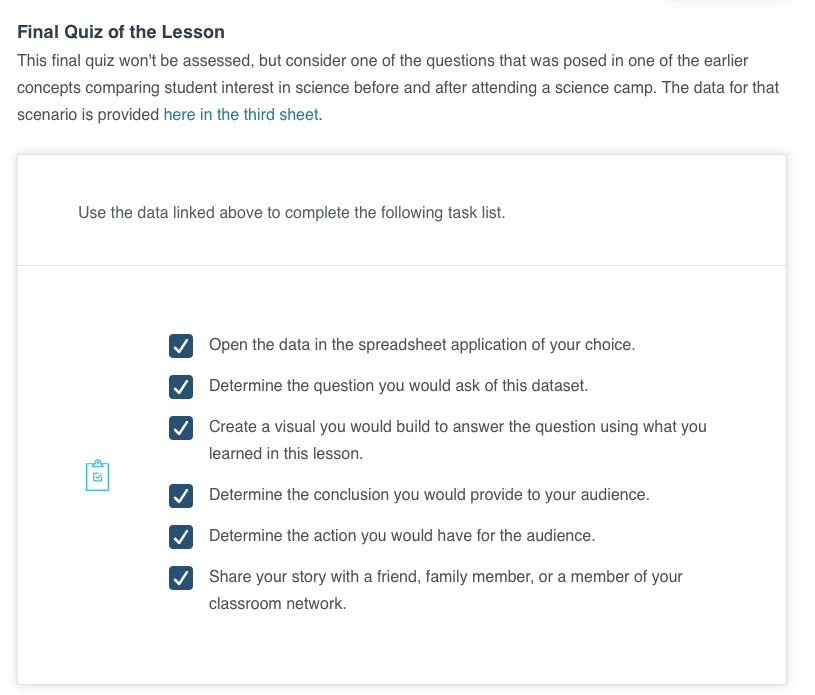 Final Quiz of the Lesson
This final quiz won't be assessed, but consider one of the questions that was posed in one of the earlier
concepts comparing student interest in science before and after attending a science camp. The data for that
scenario is provided here in the third sheet.
Use the data linked above to complete the following task list.
Open the data in the spreadsheet application of your choice.
Determine the question you would ask of this dataset.
Create a visual you would build to answer the question using what you
learned in this lesson.
Determine the conclusion you would provide to your audience.
Determine the action you would have for the audience.
Share your story with a friend, family member, or a member of your
classroom network.